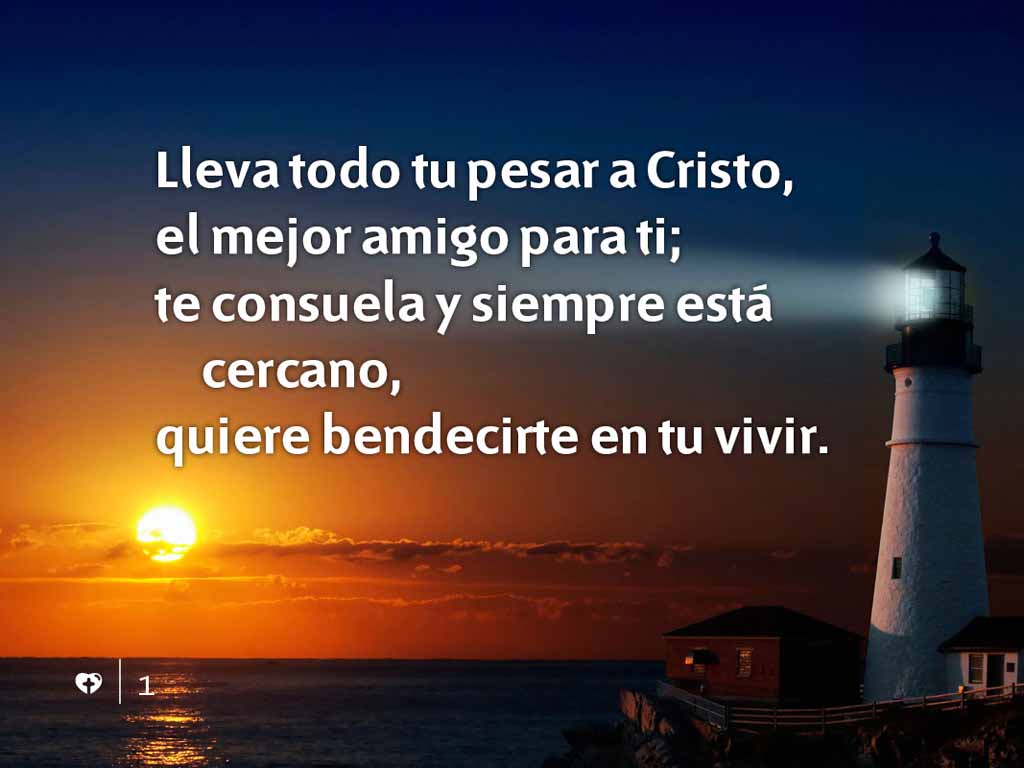 Lleva todo tu pesar a Cristo,
el mejor amigo para ti;
te consuela y siempre está
cercano,
quiere bendecirte en tu vivir.
1